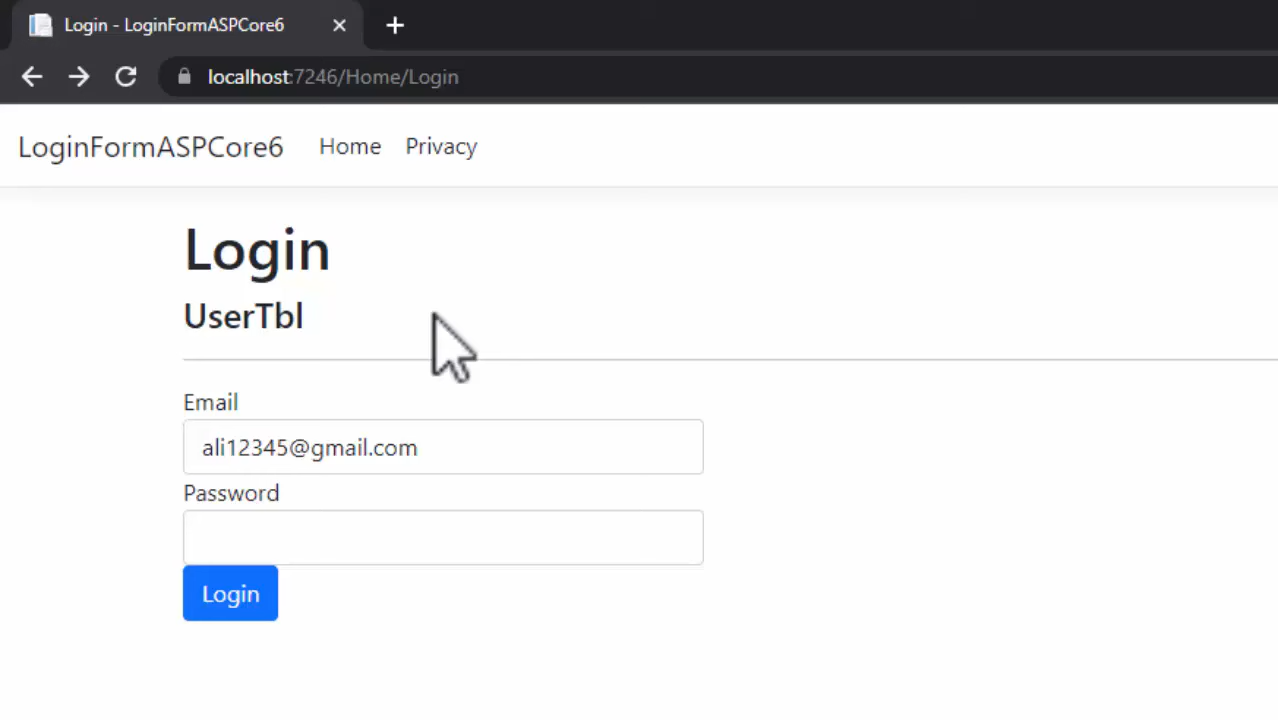 Login - LoginFormASPCore6
localhost:7246/Home/Login
LoginFormASPCore6 Home Privacy
Login
UserTbl
Email
ali12345@gmail.com
Password
Login